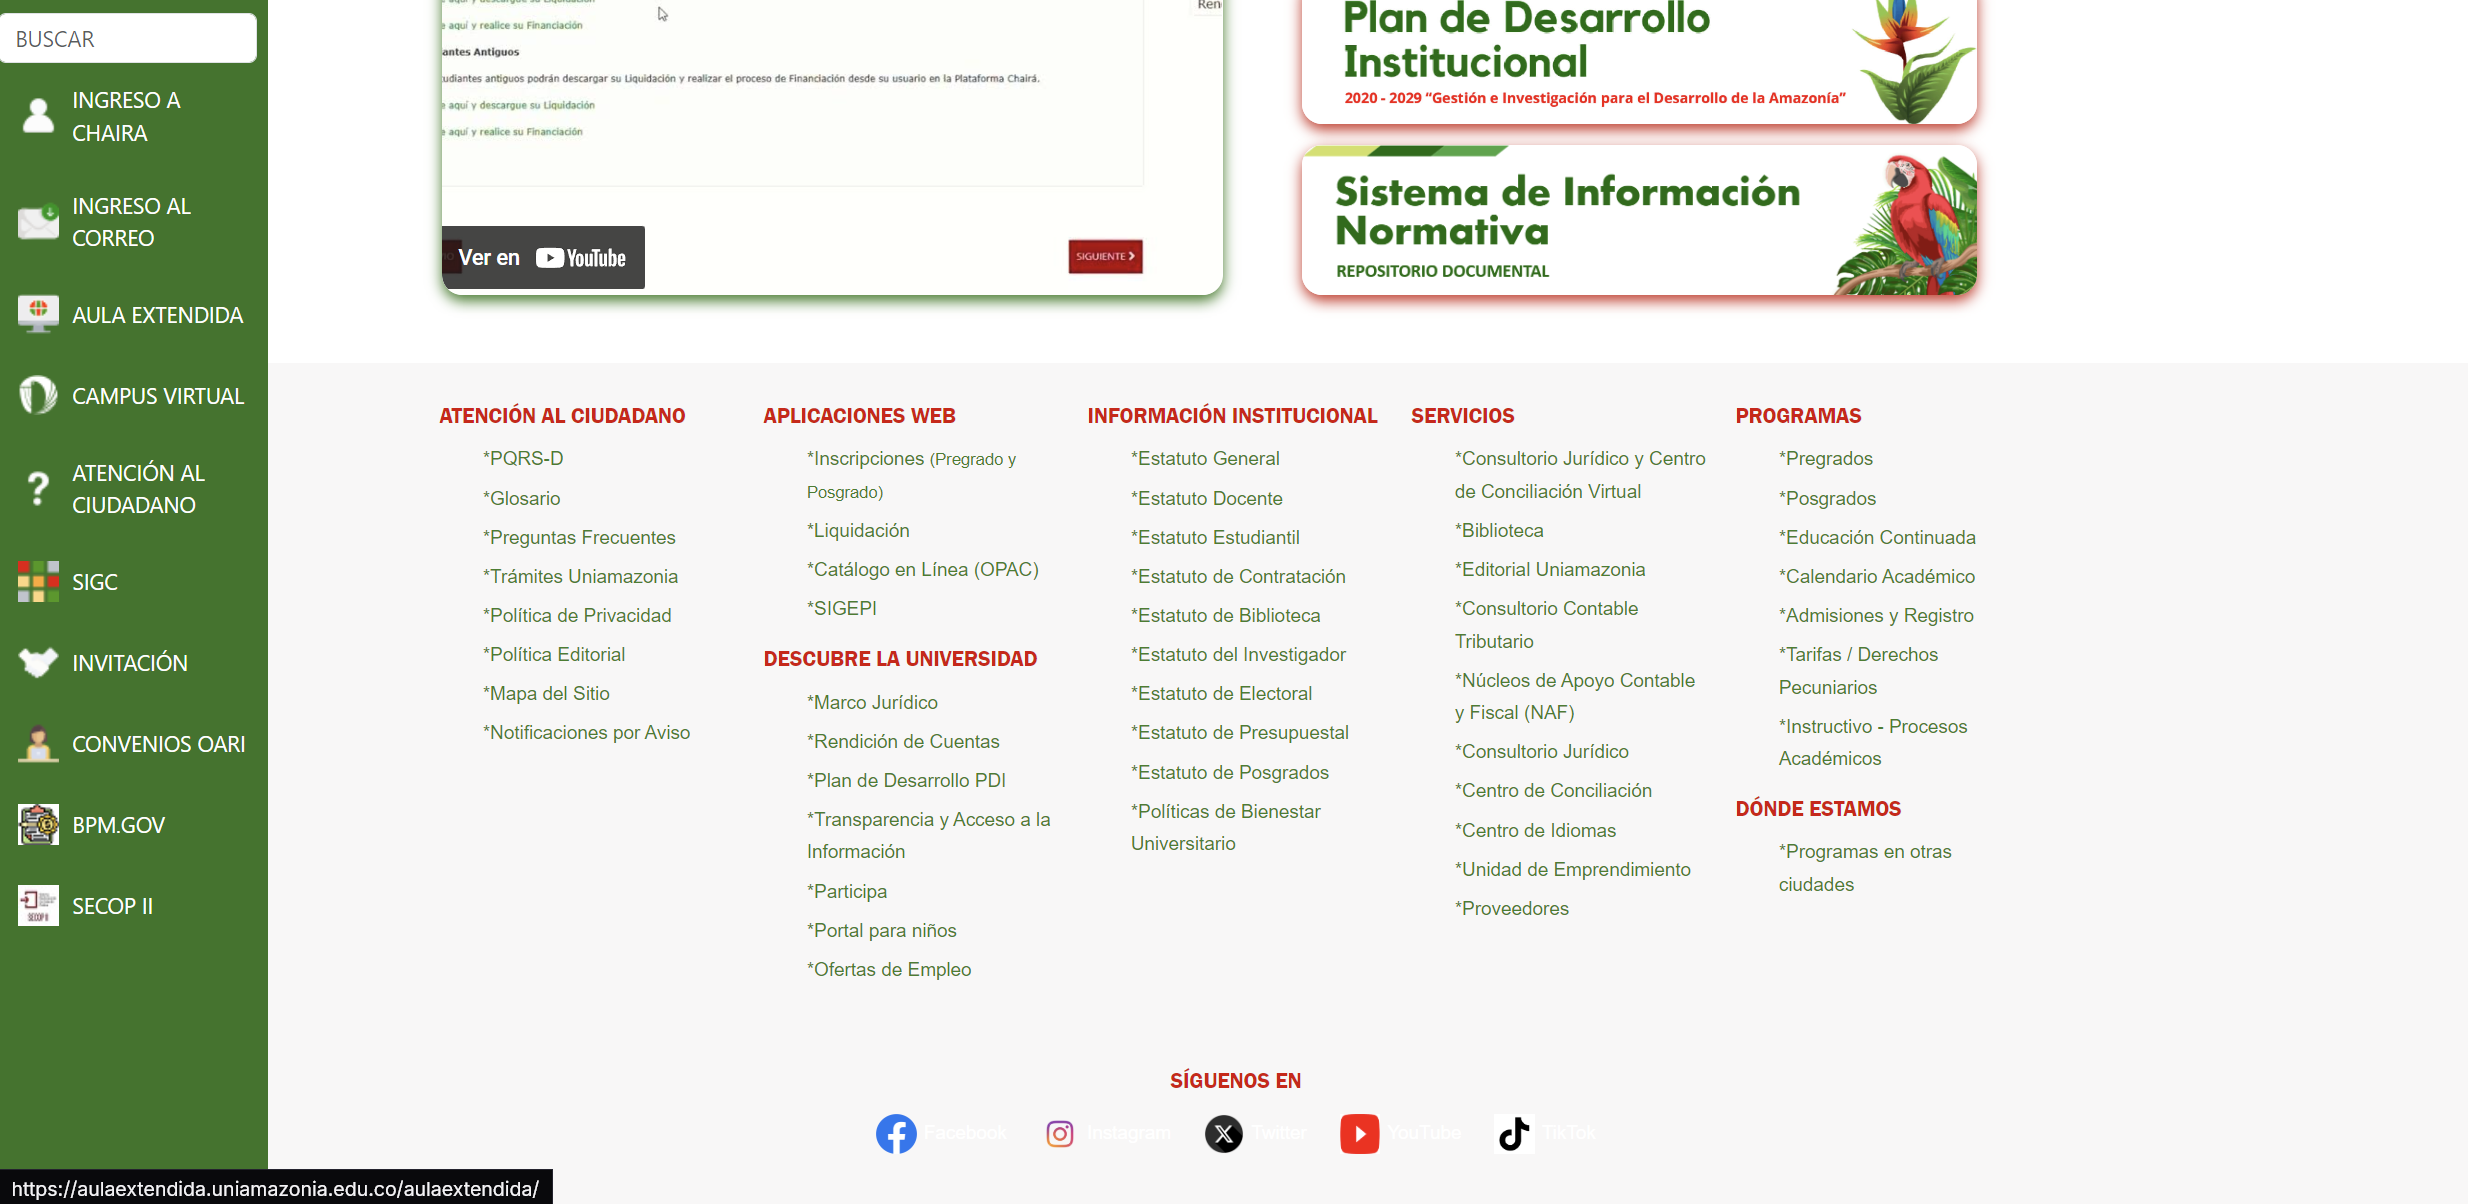 BUSCAR
INGRESO A
CHAIRA
INGRESO AL
CORREO
AULA EXTENDIDA
CAMPUS VIRTUAL
ATENCIÓN AL
CIUDADANO
SIGC
INVITACIÓN
CONVENIOS OARI
BPM.GOV
SECOP II
aquí y realice su Financiación
antes Antiguos
udiantes antiguos podrán descargar su Liquidación y realizar el proceso de Financiación desde su usuario en la Plataforma Chairá.
aquí y descargue su Liquidación
aquí y realice su Financiación
Ren
Ver en YouTube
SIGUIENTE
Plan de Desarrollo
Institucional
2020 - 2029 “Gestión e Investigación para el Desarrollo de la Amazonía”
Sistema de Información
Normativa
REPOSITORIO DOCUMENTAL
ATENCIÓN AL CIUDADANO
*PQRS-D
*Glosario
*Preguntas Frecuentes
*Trámites Uniamazonia
*Política de Privacidad
*Política Editorial
*Mapa del Sitio
*Notificaciones por Aviso
APLICACIONES WEB
*Inscripciones (Pregrado y
Posgrado)
*Liquidación
*Catálogo en Línea (OPAC)
*SIGEPI
DESCUBRE LA UNIVERSIDAD
*Marco Jurídico
*Rendición de Cuentas
*Plan de Desarrollo PDI
*Transparencia y Acceso a la
Información
*Participa
*Portal para niños
*Ofertas de Empleo
INFORMACIÓN INSTITUCIONAL
*Estatuto General
*Estatuto Docente
*Estatuto Estudiantil
*Estatuto de Contratación
*Estatuto de Biblioteca
*Estatuto del Investigador
*Estatuto de Electoral
*Estatuto de Presupuestal
*Estatuto de Posgrados
*Políticas de Bienestar
Universitario
SERVICIOS
*Consultorio Jurídico y Centro
de Conciliación Virtual
*Biblioteca
*Editorial Uniamazonia
*Consultorio Contable
Tributario
*Núcleos de Apoyo Contable
y Fiscal (NAF)
*Consultorio Jurídico
*Centro de Conciliación
*Centro de Idiomas
*Unidad de Emprendimiento
*Proveedores
PROGRAMAS
*Pregrados
*Posgrados
*Educación Continuada
*Calendario Académico
*Admisiones y Registro
*Tarifas / Derechos
Pecuniarios
*Instructivo - Procesos
Académicos
DÓNDE ESTAMOS
*Programas en otras
ciudades
SÍGUENOS EN
Facebook Instagram Twitter YouTube TikTok
https://aulaextendida.uniamazonia.edu.co/aulaextendida/